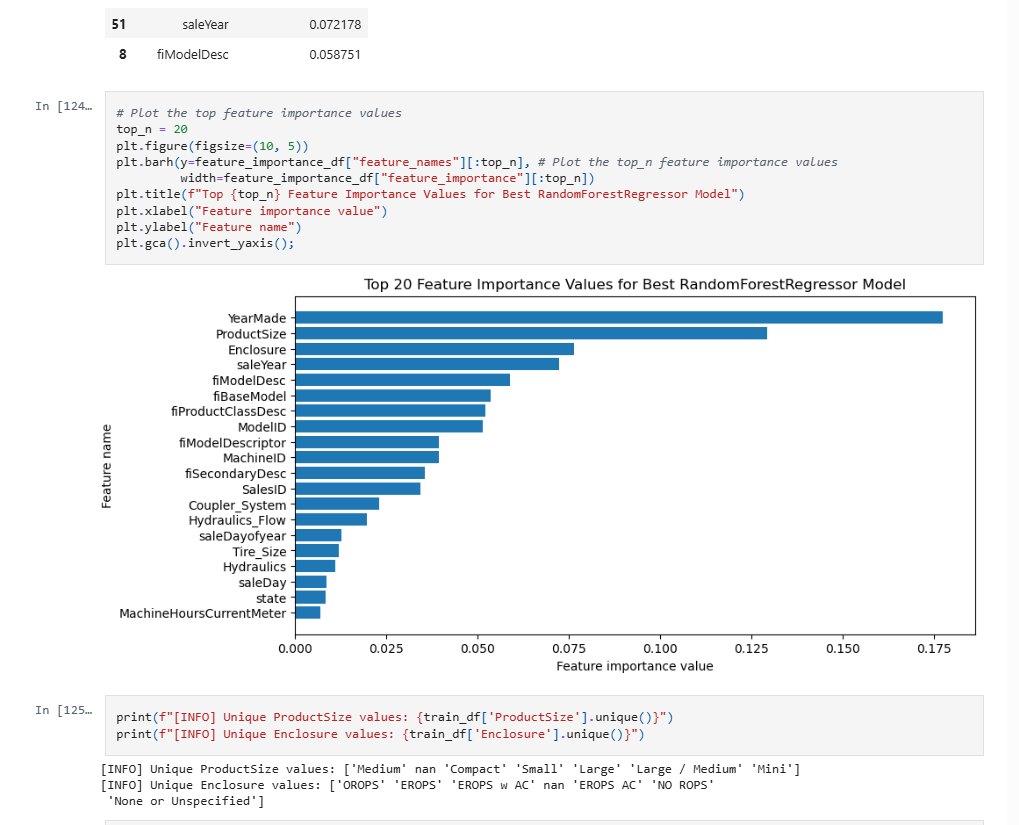 51 saleYear 0.072178
8 fiModelDesc 0.058751
In [124…
# Plot the top feature importance values
top_n = 20
plt.figure(figsize=(10, 5))
plt.barh(y=feature_importance_df["feature_names"][:top_n], # Plot the top_n feature importance values
         width=feature_importance_df["feature_importance"][:top_n])
plt.title(f"Top {top_n} Feature Importance Values for Best RandomForestRegressor Model")
plt.xlabel("Feature importance value")
plt.ylabel("Feature name")
plt.gca().invert_yaxis();
Top 20 Feature Importance Values for Best RandomForestRegressor Model
YearMade
ProductSize
Enclosure
saleYear
fiModelDesc
fiBaseModel
fiProductClassDesc
ModelID
fiModelDescriptor
MachineID
fiSecondaryDesc
SalesID
Coupler_System
Hydraulics_Flow
saleDayofyear
Tire_Size
Hydraulics
saleDay
state
MachineHoursCurrentMeter
Feature name
0.000 0.025 0.050 0.075 0.100 0.125 0.150 0.175
Feature importance value
In [125…
print(f"[INFO] Unique ProductSize values: {train_df['ProductSize'].unique()}")
print(f"[INFO] Unique Enclosure values: {train_df['Enclosure'].unique()}")
[INFO] Unique ProductSize values: ['Medium' nan 'Compact' 'Small' 'Large' 'Large / Medium' 'Mini']
[INFO] Unique Enclosure values: ['OROPS' 'EROPS' 'EROPS w AC' nan 'EROPS AC' 'NO ROPS'
 'None or Unspecified']